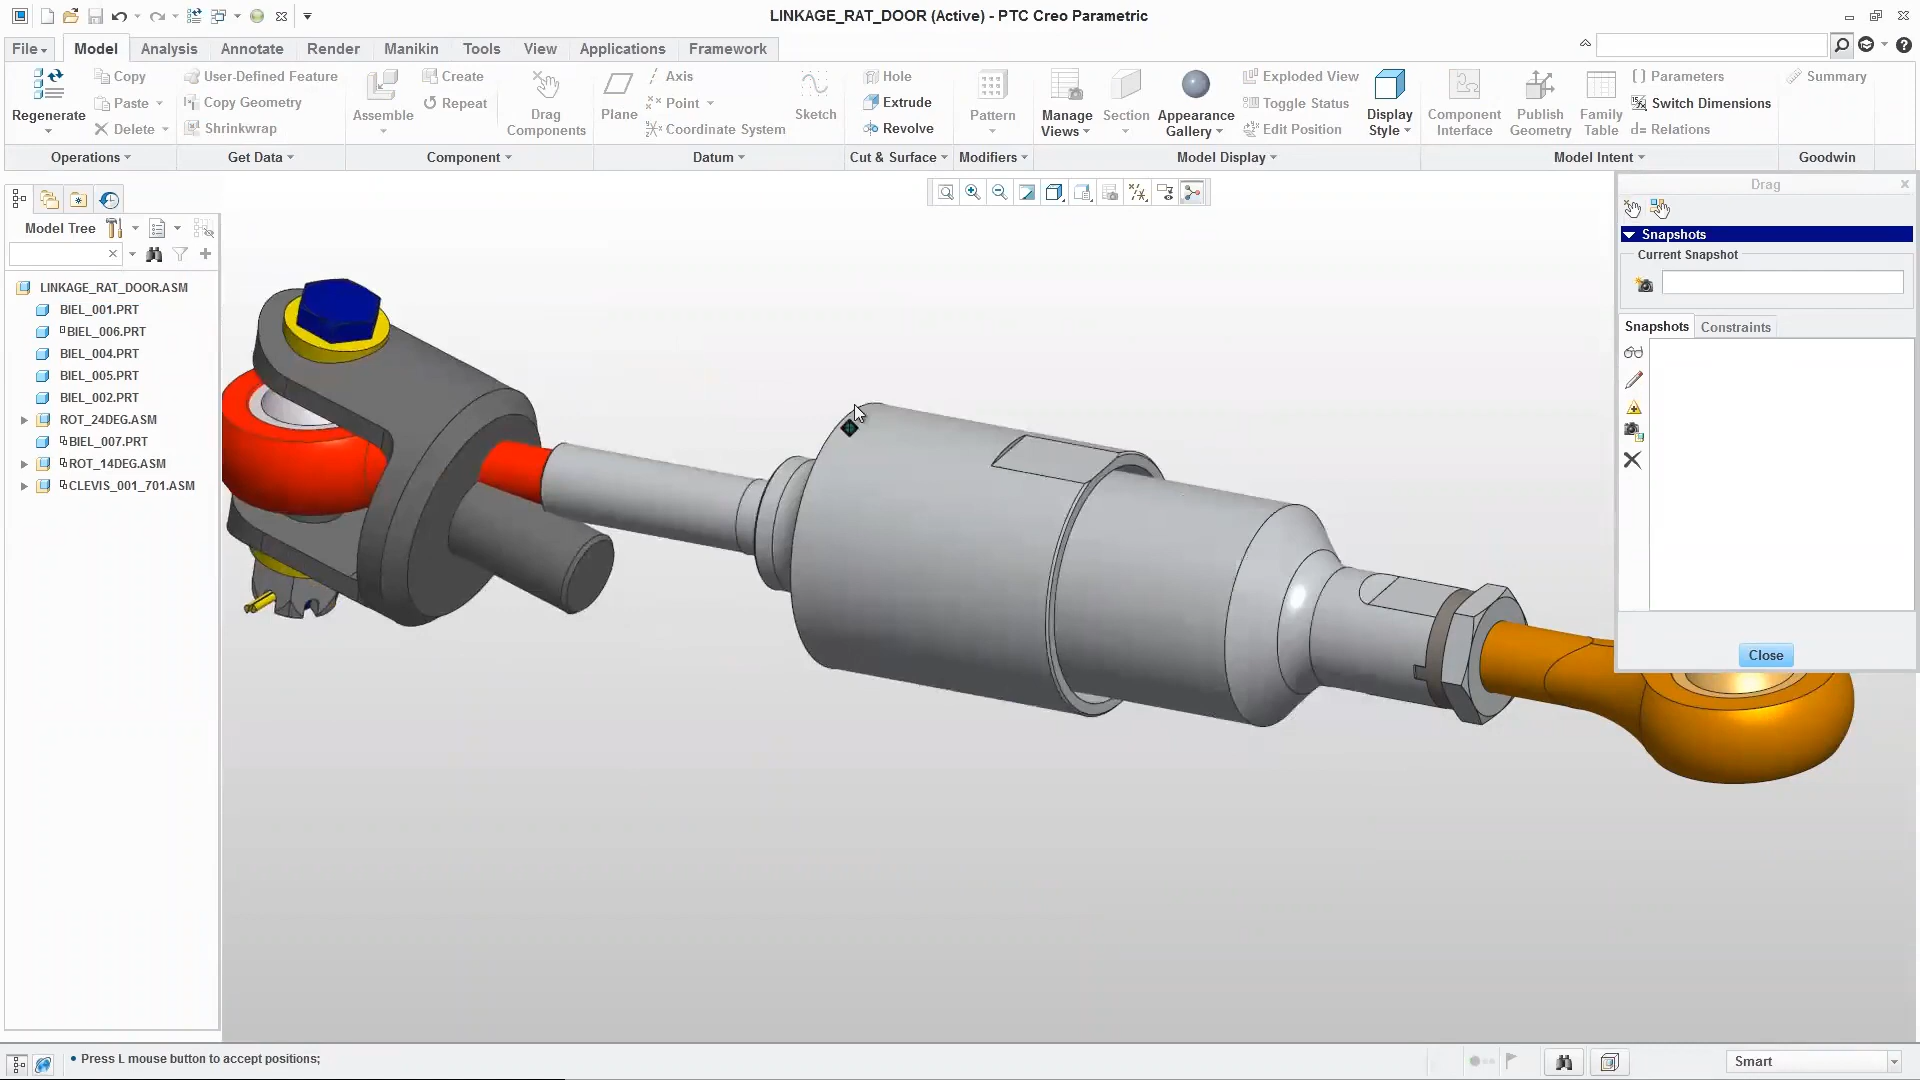 LINKAGE_RAT_DOOR (Active) - PTC Creo Parametric
File Model Analysis Annotate Render Manikin Tools View Applications Framework
Regenerate
Copy
Paste
Delete
User-Defined Feature
Copy Geometry
Shrinkwrap
Assemble
Create
Repeat
Drag Components
Plane
Axis
Point
Coordinate System
Sketch
Hole
Extrude
Revolve
Pattern
Manage Views
Section
Appearance Gallery
Exploded View
Toggle Status
Edit Position
Display Style
Component Interface
Publish Geometry
Family Table
Parameters
Switch Dimensions
d= Relations
Summary
Operations Get Data Component Datum Cut & Surface Modifiers Model Display Model Intent Goodwin
Model Tree
LINKAGE_RAT_DOOR.ASM
BIEL_001.PRT
BIEL_006.PRT
BIEL_004.PRT
BIEL_005.PRT
BIEL_002.PRT
ROT_24DEG.ASM
BIEL_007.PRT
ROT_14DEG.ASM
CLEVIS_001_701.ASM
Drag
Snapshots
Current Snapshot
Snapshots Constraints
Close
Press L mouse button to accept positions;
Smart